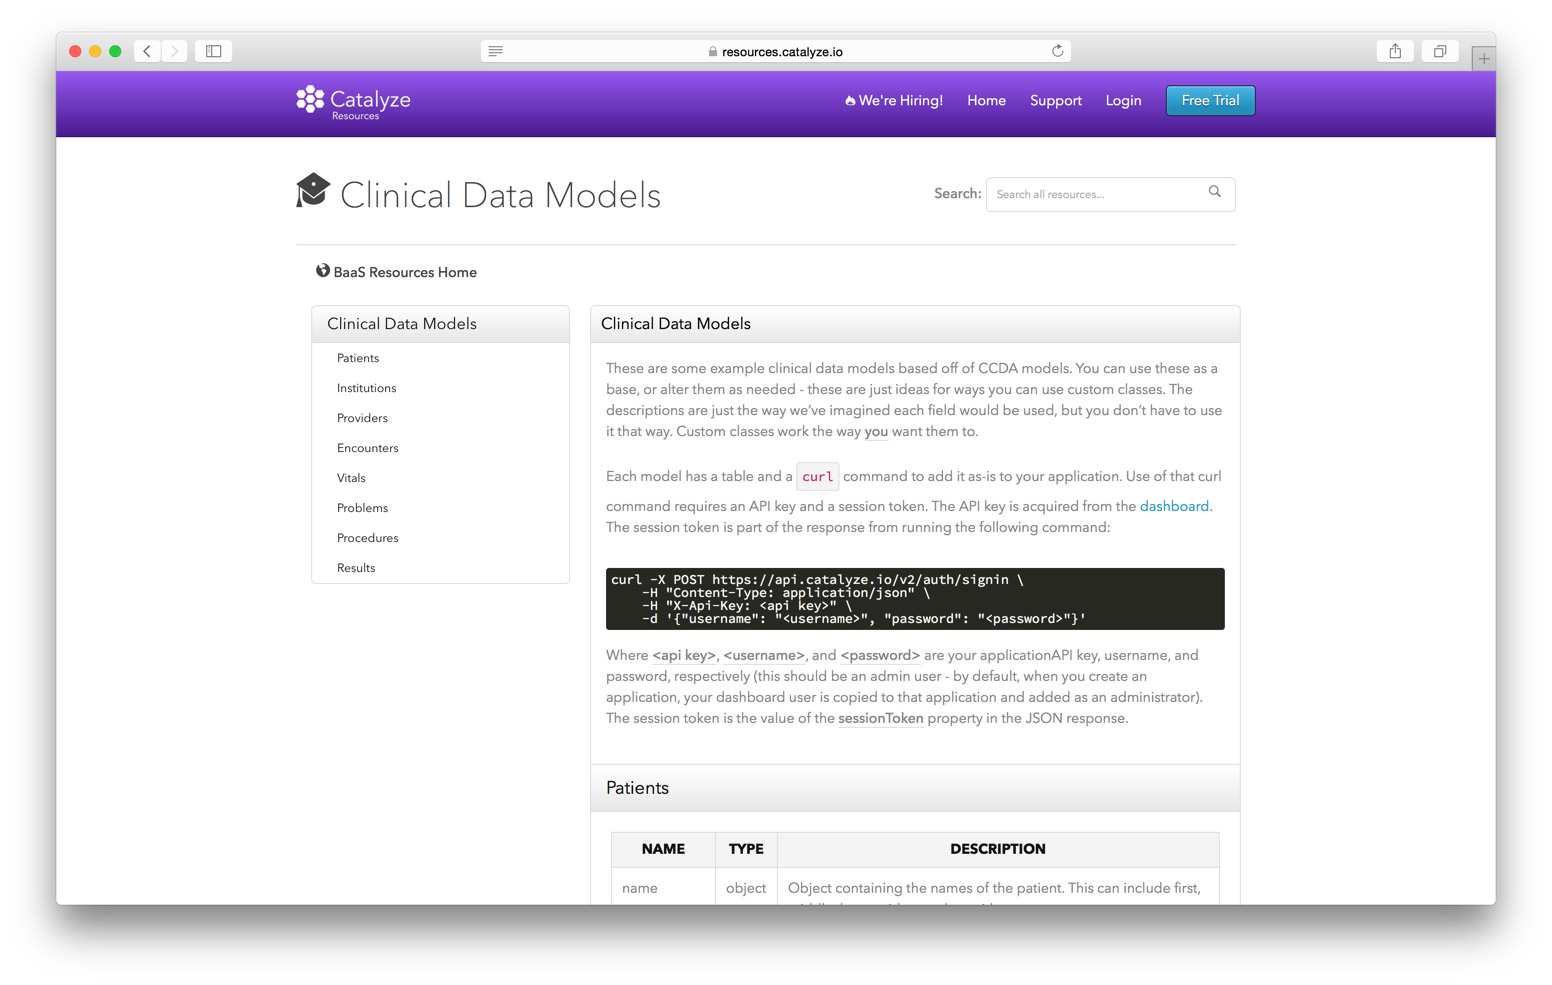 resources.catalyze.io
Catalyze
Resources
We're Hiring!
Home
Support
Login
Free Trial
Clinical Data Models
Search:
Search all resources...
BaaS Resources Home
Clinical Data Models
Patients
Institutions
Providers
Encounters
Vitals
Problems
Procedures
Results
Clinical Data Models
These are some example clinical data models based off of CCDA models. You can use these as a
base, or alter them as needed - these are just ideas for ways you can use custom classes. The
descriptions are just the way we've imagined each field would be used, but you don't have to use
it that way. Custom classes work the way you want them to.
Each model has a table and a curl command to add it as-is to your application. Use of that curl
command requires an API key and a session token. The API key is acquired from the dashboard.
The session token is part of the response from running the following command:
curl -X POST https://api.catalyze.io/v2/auth/signin \
-H "Content-Type: application/json" \
-H "X-Api-Key: <api key>" \
-d '{"username": "<username>", "password": "<password>"}'
Where <api key>, <username>, and <password> are your applicationAPI key, username, and
password, respectively (this should be an admin user - by default, when you create an
application, your dashboard user is copied to that application and added as an administrator).
The session token is the value of the sessionToken property in the JSON response.
Patients
NAME TYPE DESCRIPTION
name object Object containing the names of the patient. This can include first,